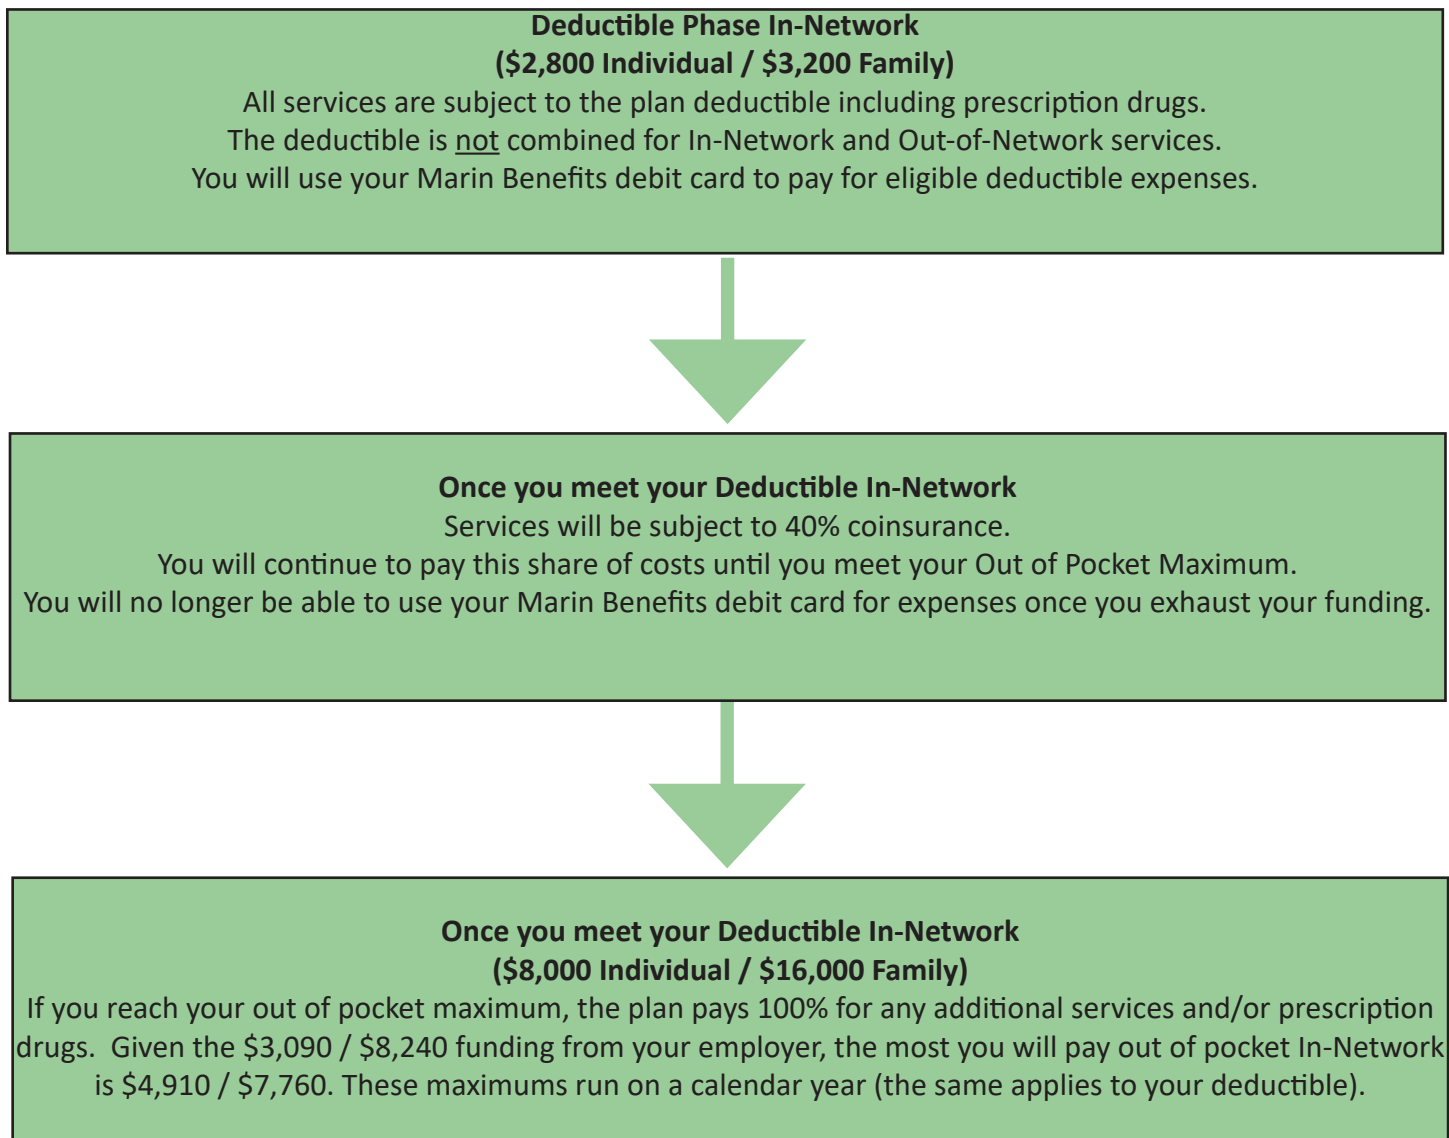 Deductible Phase In-Network
($2,800 Individual / $3,200 Family)
All services are subject to the plan deductible including prescription drugs.
The deductible is not combined for In-Network and Out-of-Network services.
You will use your Marin Benefits debit card to pay for eligible deductible expenses.
Once you meet your Deductible In-Network
Services will be subject to 40% coinsurance.
You will continue to pay this share of costs until you meet your Out of Pocket Maximum.
You will no longer be able to use your Marin Benefits debit card for expenses once you exhaust your funding.
Once you meet your Deductible In-Network
($8,000 Individual / $16,000 Family)
If you reach your out of pocket maximum, the plan pays 100% for any additional services and/or prescription
drugs.  Given the $3,090 / $8,240 funding from your employer, the most you will pay out of pocket In-Network
is $4,910 / $7,760. These maximums run on a calendar year (the same applies to your deductible).